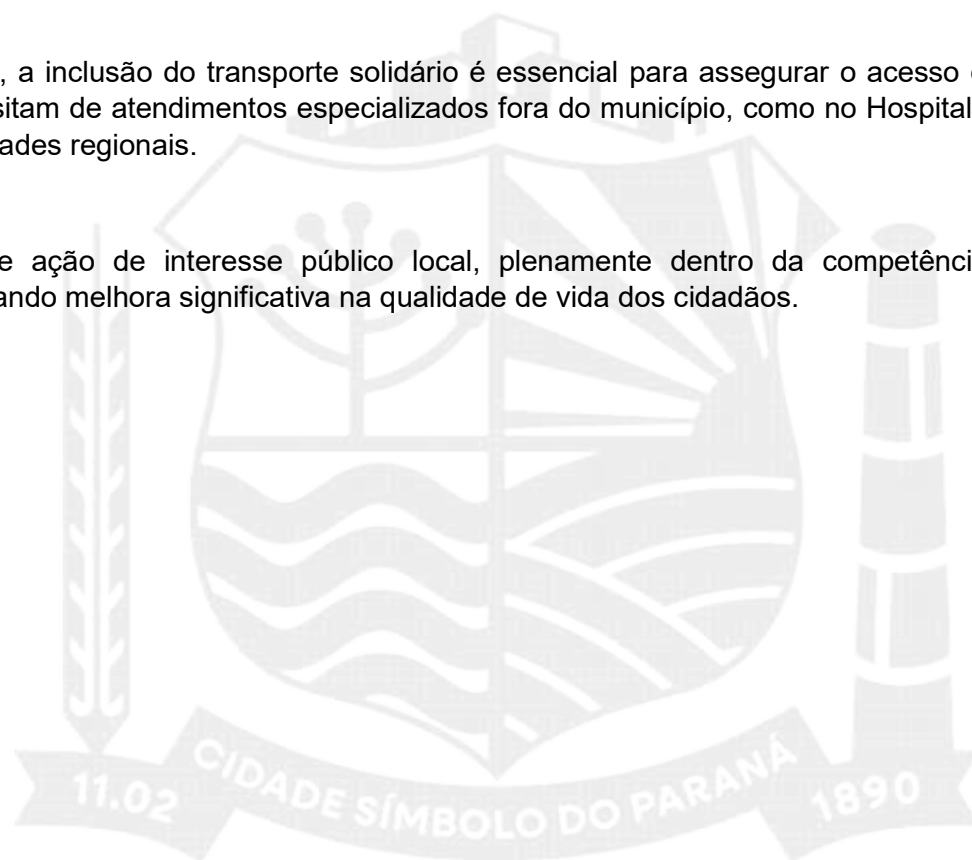 , a inclusão do transporte solidário é essencial para assegurar o acesso
sitam de atendimentos especializados fora do município, como no Hospital
ades regionais.
e ação de interesse público local, plenamente dentro da competênci
ando melhora significativa na qualidade de vida dos cidadãos.
11.02 CIDADE SÍMBOLO DO PARANÁ 1890